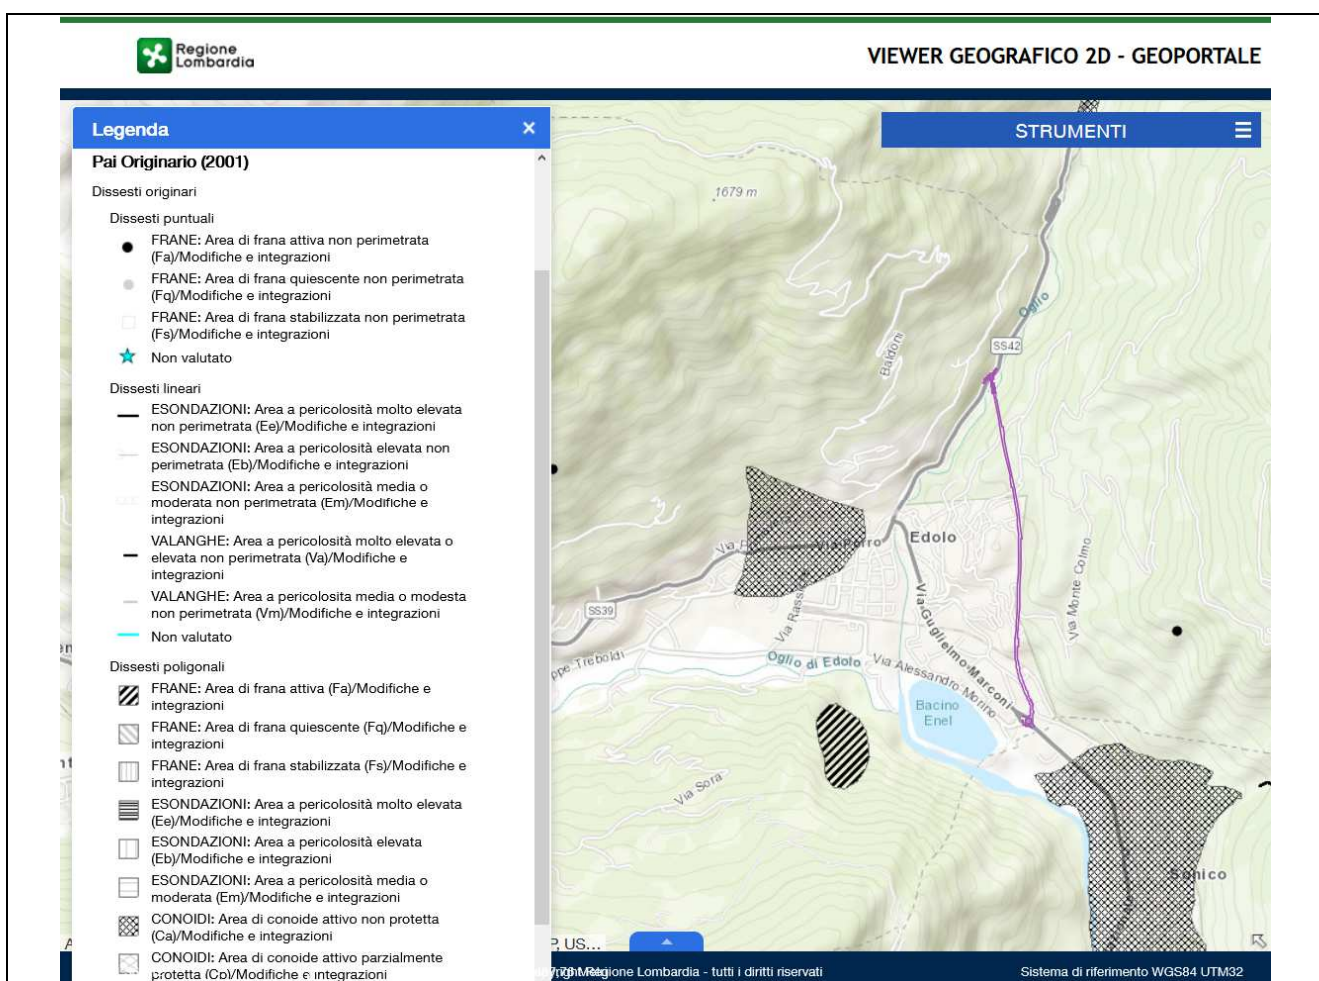 Regione
Lombardia
VIEWER GEOGRAFICO 2D - GEOPORTALE
Legenda
×
STRUMENTI
Pai Originario (2001)
Dissesti originari
Dissesti puntuali
FRANE: Area di frana attiva non perimetrata
(Fa)/Modifiche e integrazioni
FRANE: Area di frana quiescente non perimetrata
(Fq)/Modifiche e integrazioni
FRANE: Area di frana stabilizzata non perimetrata
(Fs)/Modifiche e integrazioni
Non valutato
Dissesti lineari
ESONDAZIONI: Area a pericolosità molto elevata
non perimetrata (Ee)/Modifiche e integrazioni
ESONDAZIONI: Area a pericolosità elevata non
perimetrata (Eb)/Modifiche e integrazioni
ESONDAZIONI: Area a pericolosità media o
moderata non perimetrata (Em)/Modifiche e
integrazioni
VALANGHE: Area a pericolosità molto elevata o
elevata non perimetrata (Va)/Modifiche e
integrazioni
VALANGHE: Area a pericolosita media o modesta
non perimetrata (Vm)/Modifiche e integrazioni
Non valutato
Dissesti poligonali
FRANE: Area di frana attiva (Fa)/Modifiche e
integrazioni
FRANE: Area di frana quiescente (Fq)/Modifiche e
integrazioni
FRANE: Area di frana stabilizzata (Fs)/Modifiche e
integrazioni
ESONDAZIONI: Area a pericolosità molto elevata
(Ee)/Modifiche e integrazioni
ESONDAZIONI: Area a pericolosità elevata
(Eb)/Modifiche e integrazioni
ESONDAZIONI: Area a pericolosità media o
moderata (Em)/Modifiche e integrazioni
CONOIDI: Area di conoide attivo non protetta
(Ca)/Modifiche e integrazioni
CONOIDI: Area di conoide attivo parzialmente
protetta (Cp)/Modifiche e integrazioni
1679 m
Oglio
SS42
Baldoni
Edolo
Via Monte Colmo
SS39
Via Guglielmo Marconi
Oglio di Edolo
Via Alessandro Morino
Bacino
Enel
Via Sora
Sonico
P, US...
Regione Lombardia - tutti i diritti riservati
Sistema di riferimento WGS84 UTM32